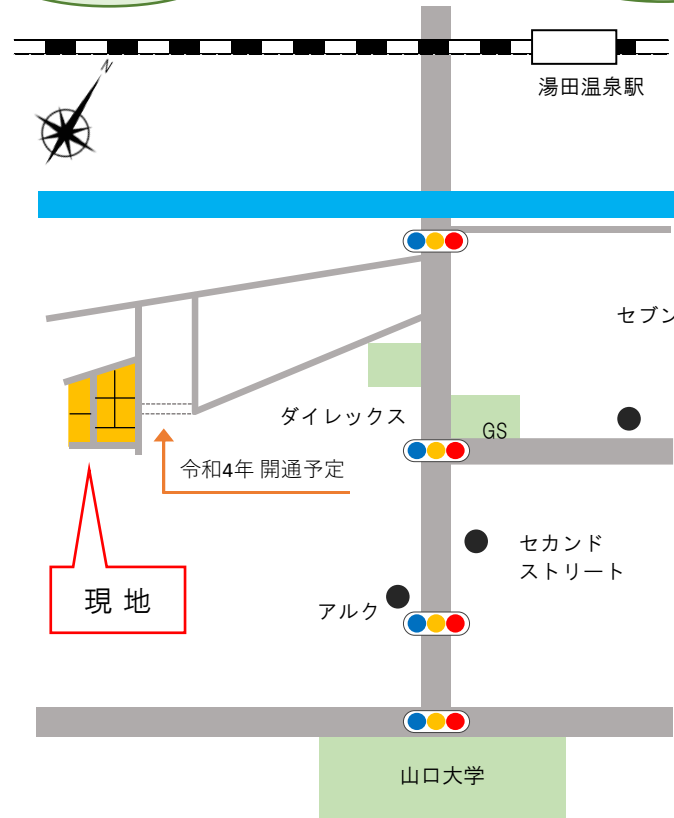 湯田温泉駅
N
セブン
ダイレックス
GS
令和4年 開通予定
セカンド
ストリート
現 地
アルク
山口大学